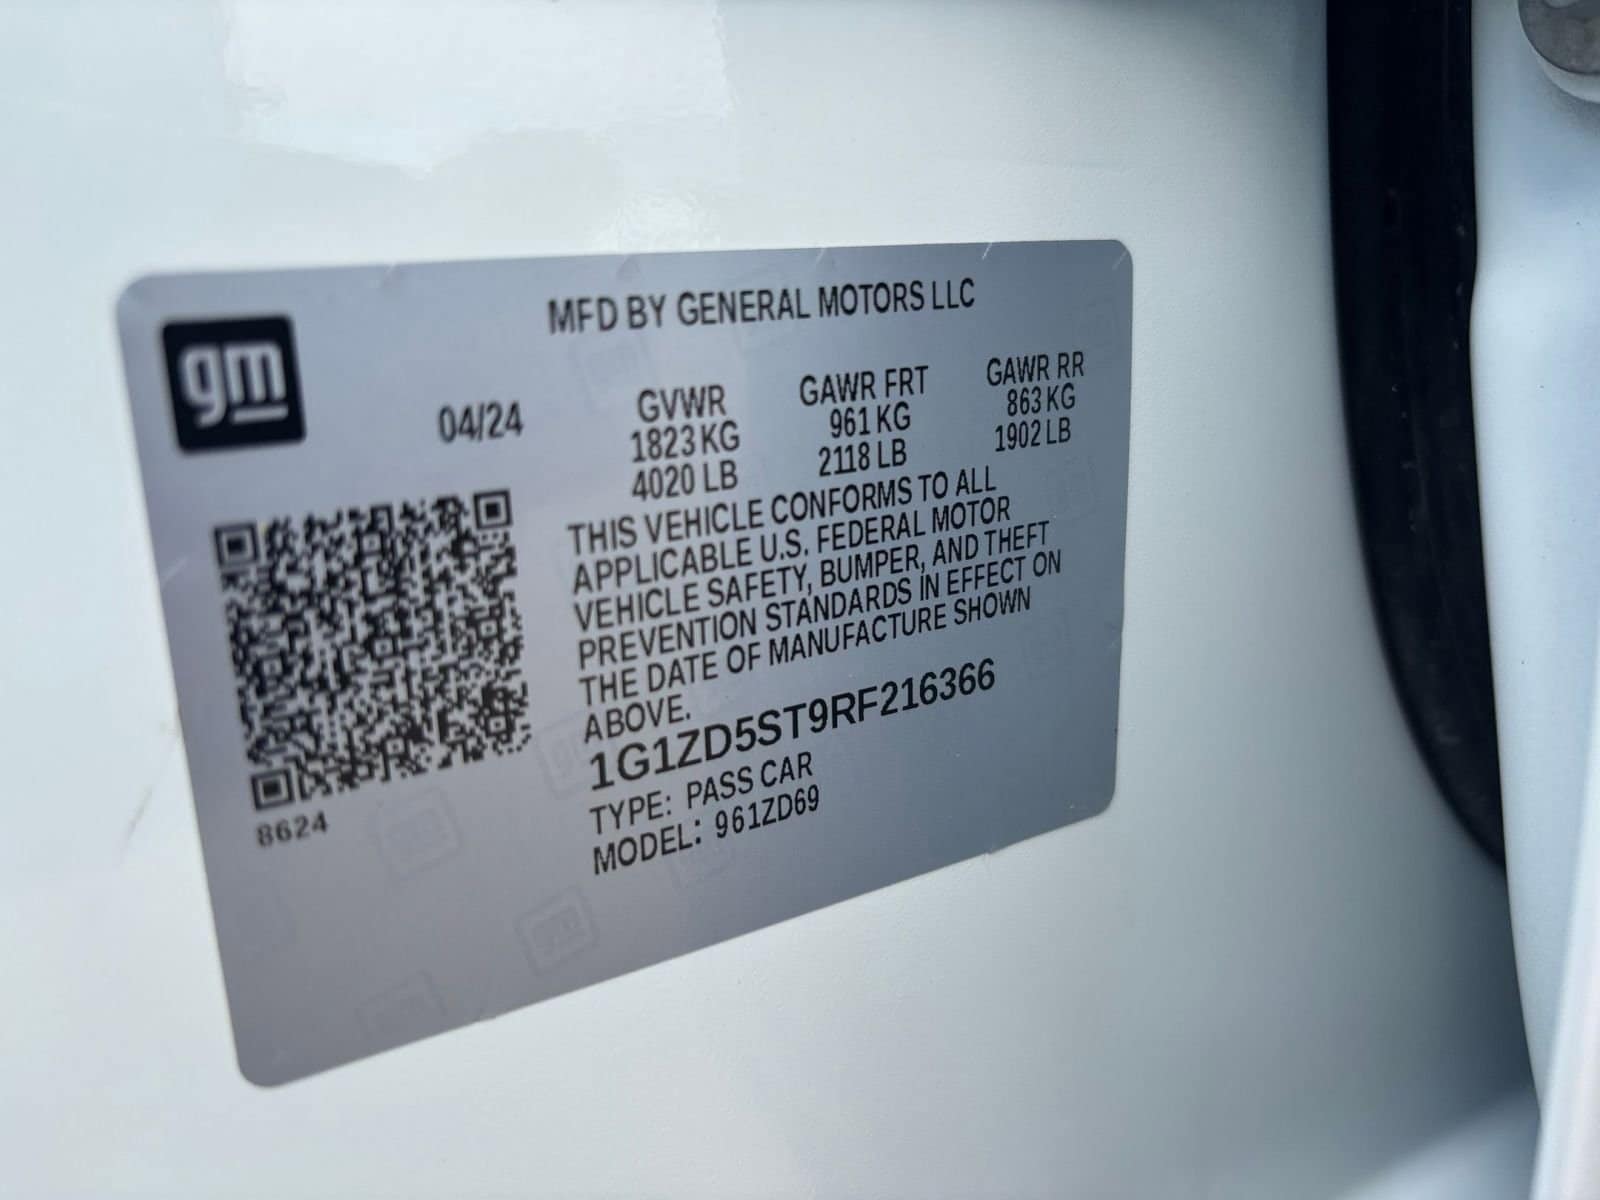 MFD BY GENERAL MOTORS LLC
gm
04/24
GVWR
1823 KG
4020 LB
GAWR FRT
961 KG
2118 LB
GAWR RR
863 KG
1902 LB
THIS VEHICLE CONFORMS TO ALL
APPLICABLE U.S. FEDERAL MOTOR
VEHICLE SAFETY, BUMPER, AND THEFT
PREVENTION STANDARDS IN EFFECT ON
THE DATE OF MANUFACTURE SHOWN
ABOVE.
1G1ZD5ST9RF216366
TYPE: PASS CAR
MODEL: 961ZD69
8624